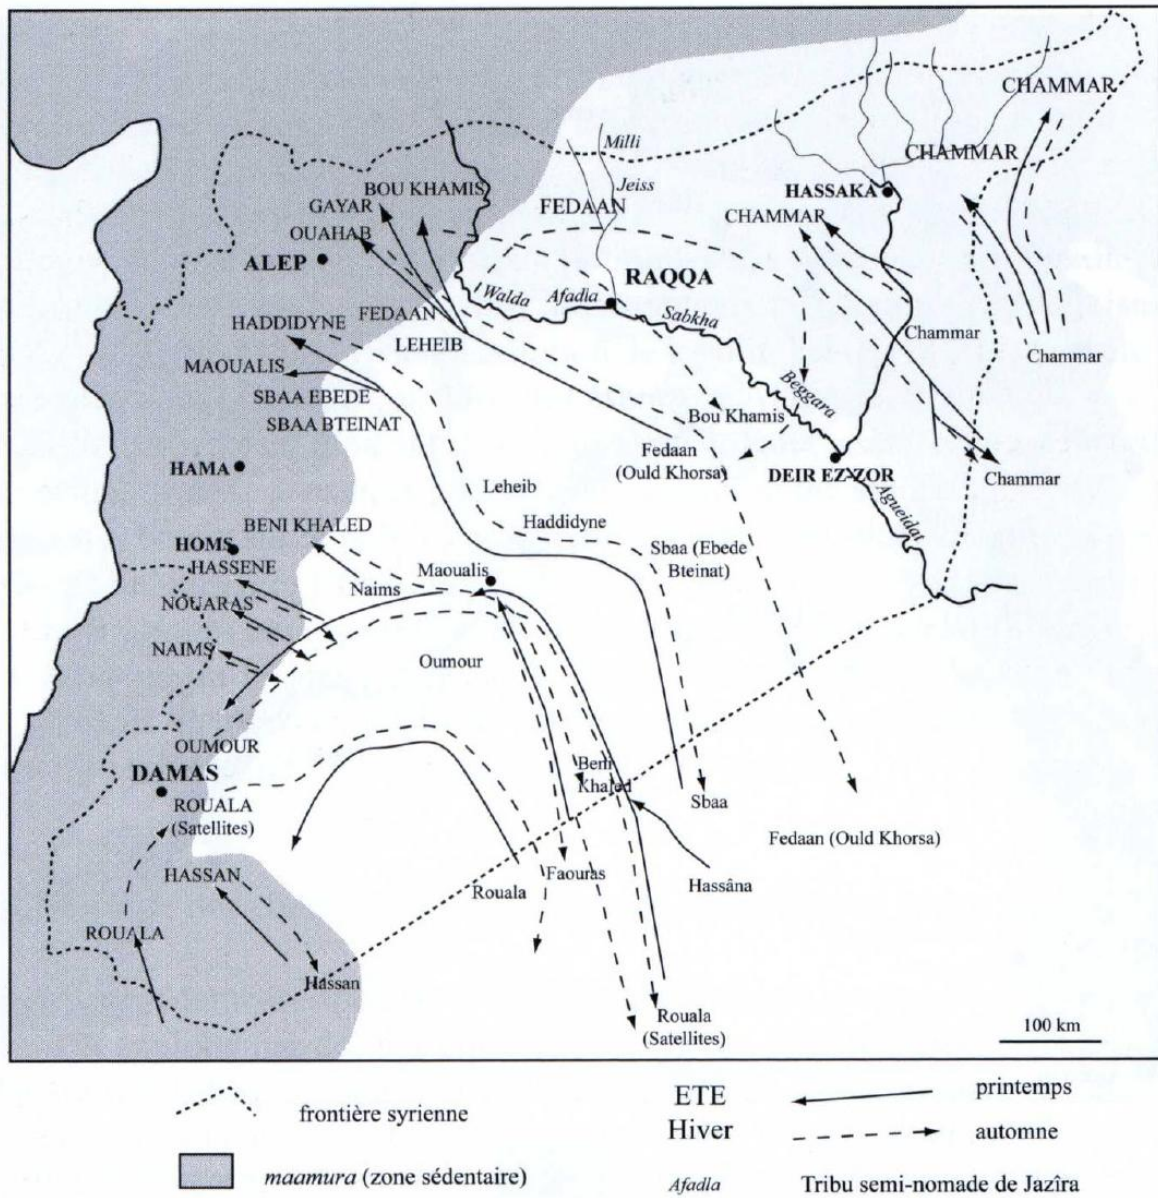 CHAMMAR
Milli
CHAMMAR
Jeiss
BOU KHAMIS
HASSAKA
GAYAR
FEDAAN
CHAMMAR
OUAHAB
ALEP
RAQQA
Walda
Afadla
Sabkha
HADDIDYNE
FEDAAN
LEHEIB
Chammar
Chammar
MAOUALIS
SBAA EBEDE
SBAA BTEINAT
Beggara
Bou Khamis
Fedaan
(Ould Khorsa)
HAMA
DEIR EZ-ZOR
Chammar
Leheib
Agueidat
BENI KHALED
Haddidyne
HOMS
HASSENE
Sbaa (Ebede
Bteinat)
Maoualis
Naims
NOUARAS
NAIMS
Oumour
OUMOUR
DAMAS
ROUALA
(Satellites)
Beni
Khaled
Sbaa
Fedaan (Ould Khorsa)
HASSAN
Faouras
Rouala
Hassâna
ROUALA
Hassan
Rouala
(Satellites)
100 km
frontière syrienne
maamura (zone sédentaire)
ETE
printemps
Hiver
automne
Afadla
Tribu semi-nomade de Jazîra